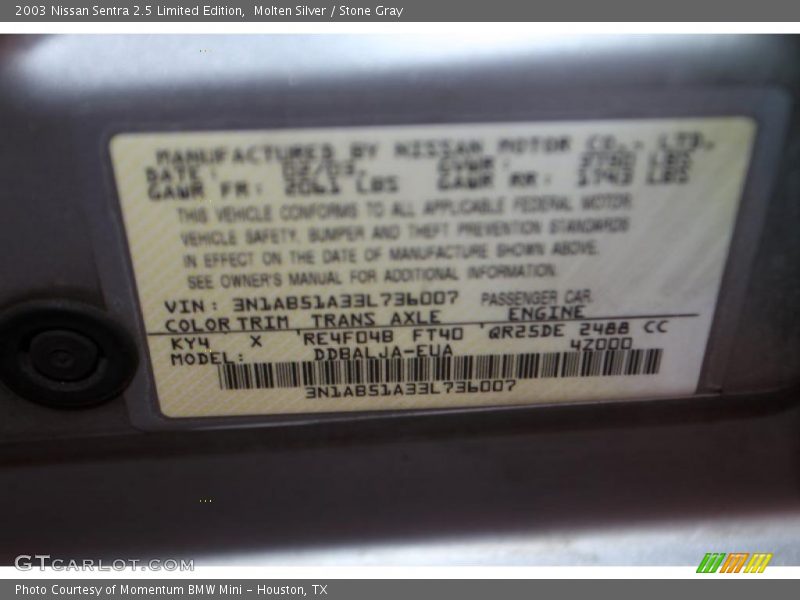 2003 Nissan Sentra 2.5 Limited Edition,  Molten Silver / Stone Gray
MANUFACTURED BY NISSAN MOTOR CO., LTD.
DATE: 02/03, GVWR: LBS
GAWR FR: 2061 LBS GAWR RR: 1743 LBS
THIS VEHICLE CONFORMS TO ALL APPLICABLE FEDERAL MOTOR
VEHICLE SAFETY, BUMPER AND THEFT PREVENTION STANDARDS
IN EFFECT ON THE DATE OF MANUFACTURE SHOWN ABOVE.
SEE OWNER'S MANUAL FOR ADDITIONAL INFORMATION.
VIN: 3N1AB51A33L736007 PASSENGER CAR
COLOR TRIM TRANS AXLE ENGINE
KY4 X 'RE4F04B FT40 'QR25DE 2488 CC
MODEL: DDBALJA-EUA 4Z000
3N1AB51A33L736007
GTCARLOT.COM
Photo Courtesy of Momentum BMW Mini - Houston, TX